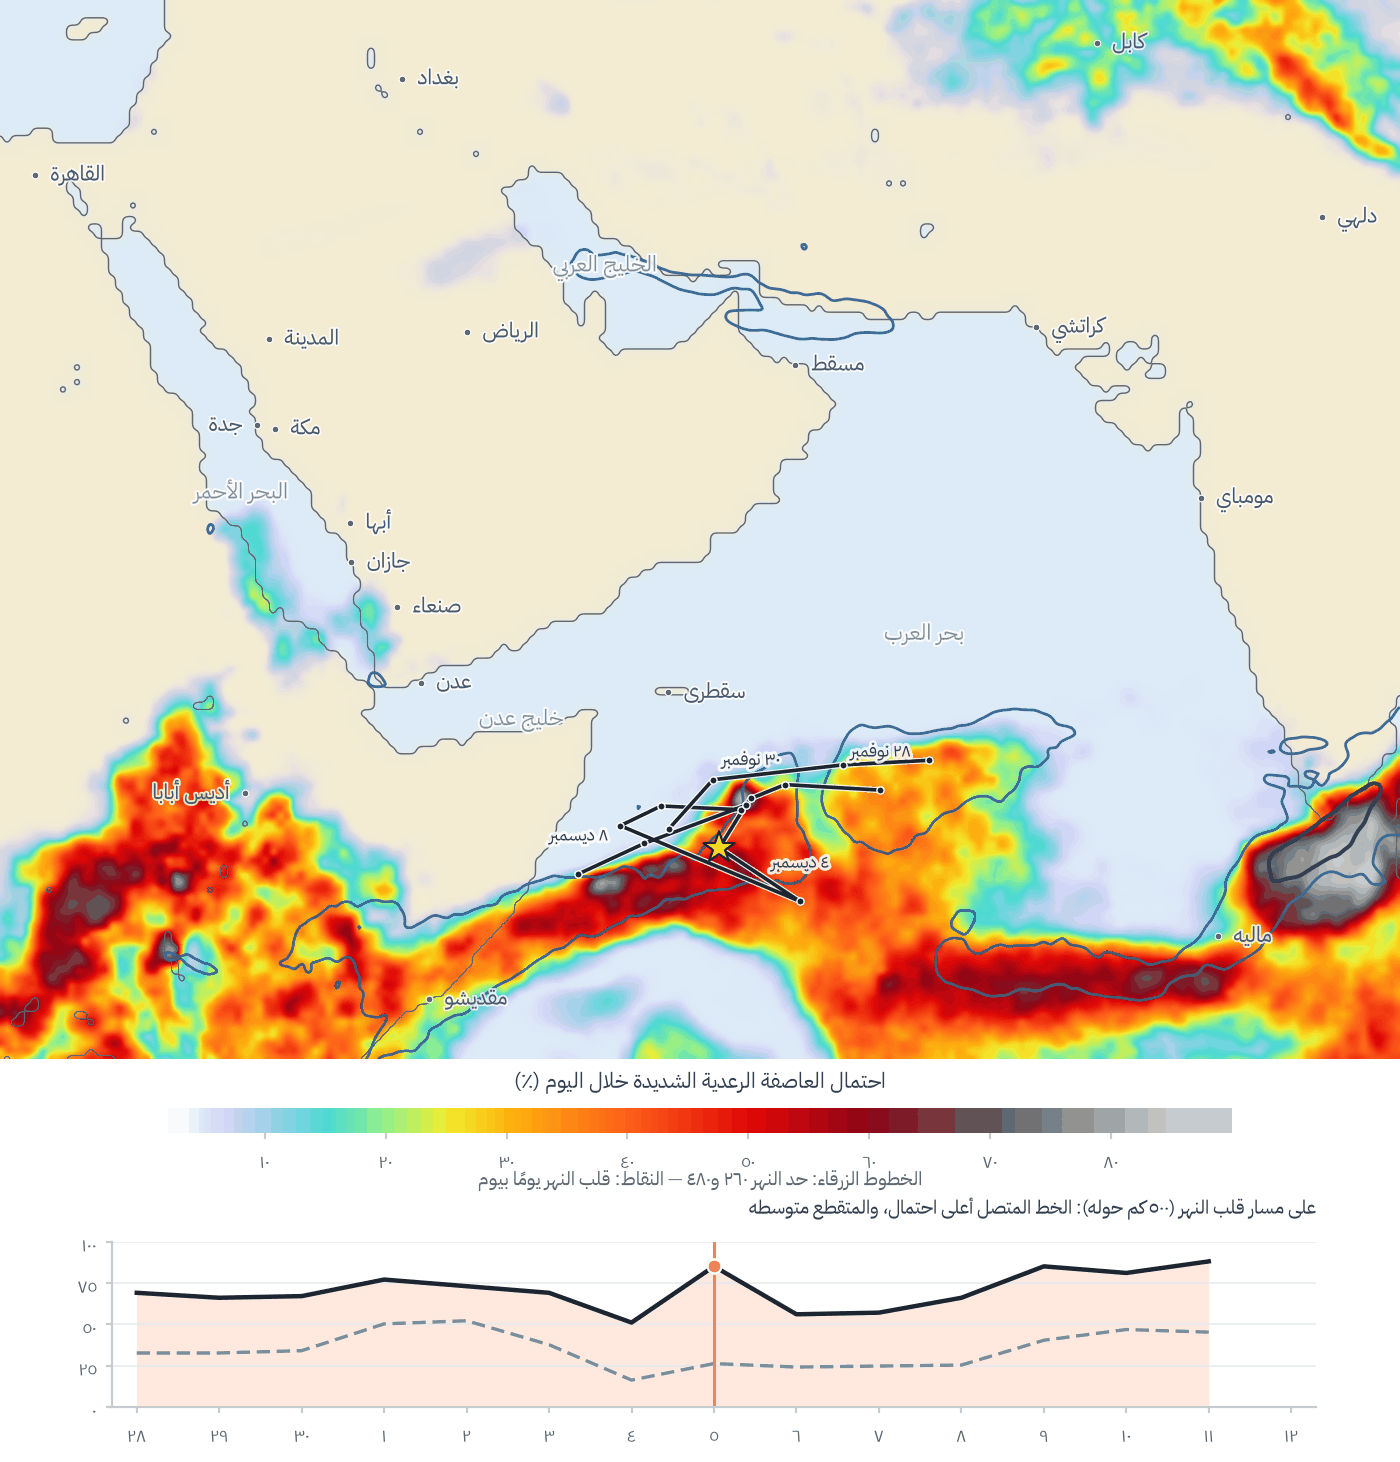 كابل
بغداد
القاهرة
دلهي
الخليج العربي
كراتشي
الرياض
المدينة
مسقط
جدة
مكة
البحر الأحمر
مومباي
أبها
جازان
صنعاء
بحر العرب
عدن
سقطرى
خليج عدن
٢٨ نوفمبر
٣٠ نوفمبر
أديس أبابا
٨ ديسمبر
٤ ديسمبر
ماليه
مقديشو
احتمال العاصفة الرعدية الشديدة خلال اليوم (٪)
١٠ ٢٠ ٣٠ ٤٠ ٥٠ ٦٠ ٧٠ ٨٠
الخطوط الزرقاء: حد النهر ٢٦٠ و٤٨٠ — النقاط: قلب النهر يومًا بيوم
على مسار قلب النهر (٥٠٠ كم حوله): الخط المتصل أعلى احتمال، والمتقطع متوسطه
١٠٠
٧٥
٥٠
٢٥
٠
٢٨ ٢٩ ٣٠ ١ ٢ ٣ ٤ ٥ ٦ ٧ ٨ ٩ ١٠ ١١ ١٢